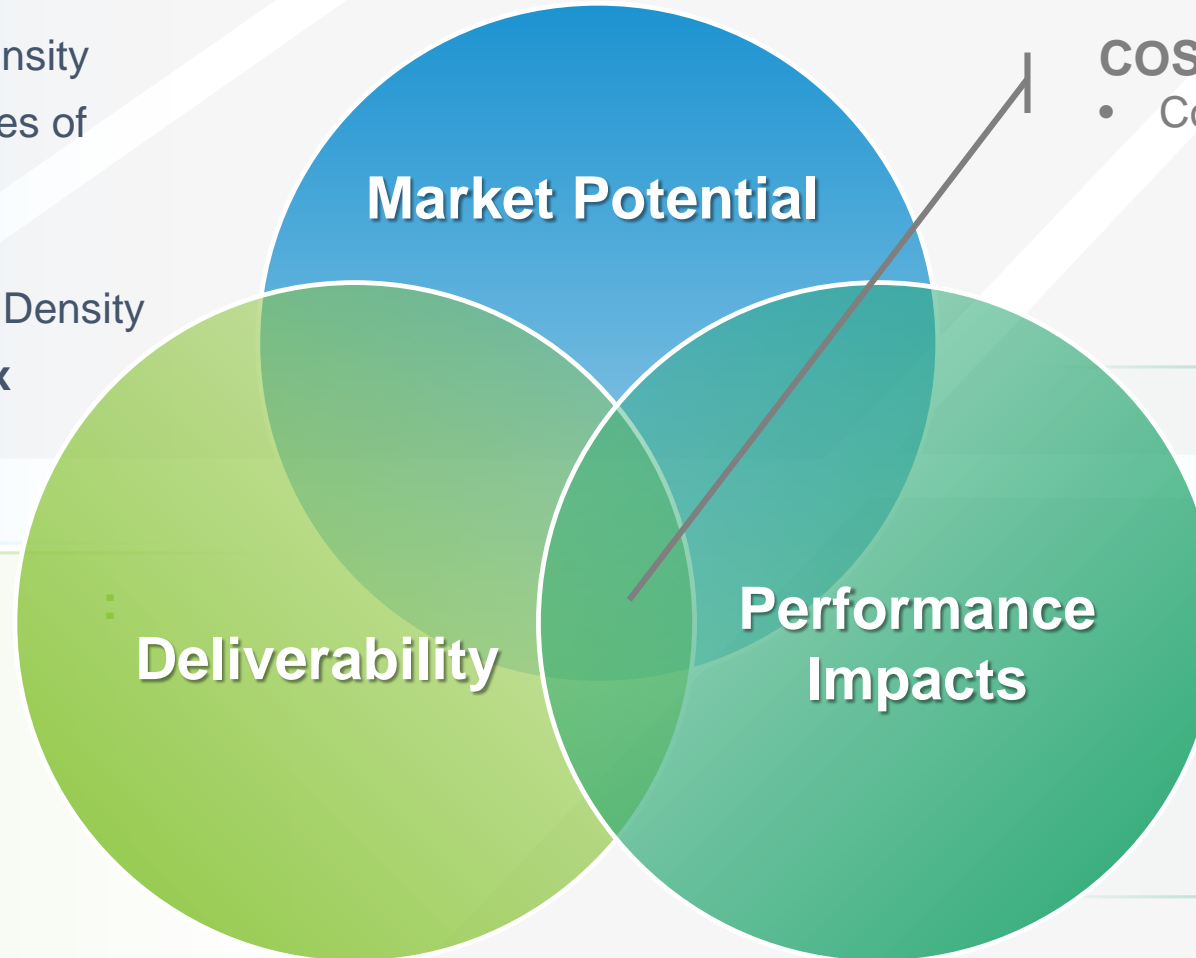 nsity
es of
Density
x
COS
• Co
Market Potential
:
Deliverability
Performance
Impacts